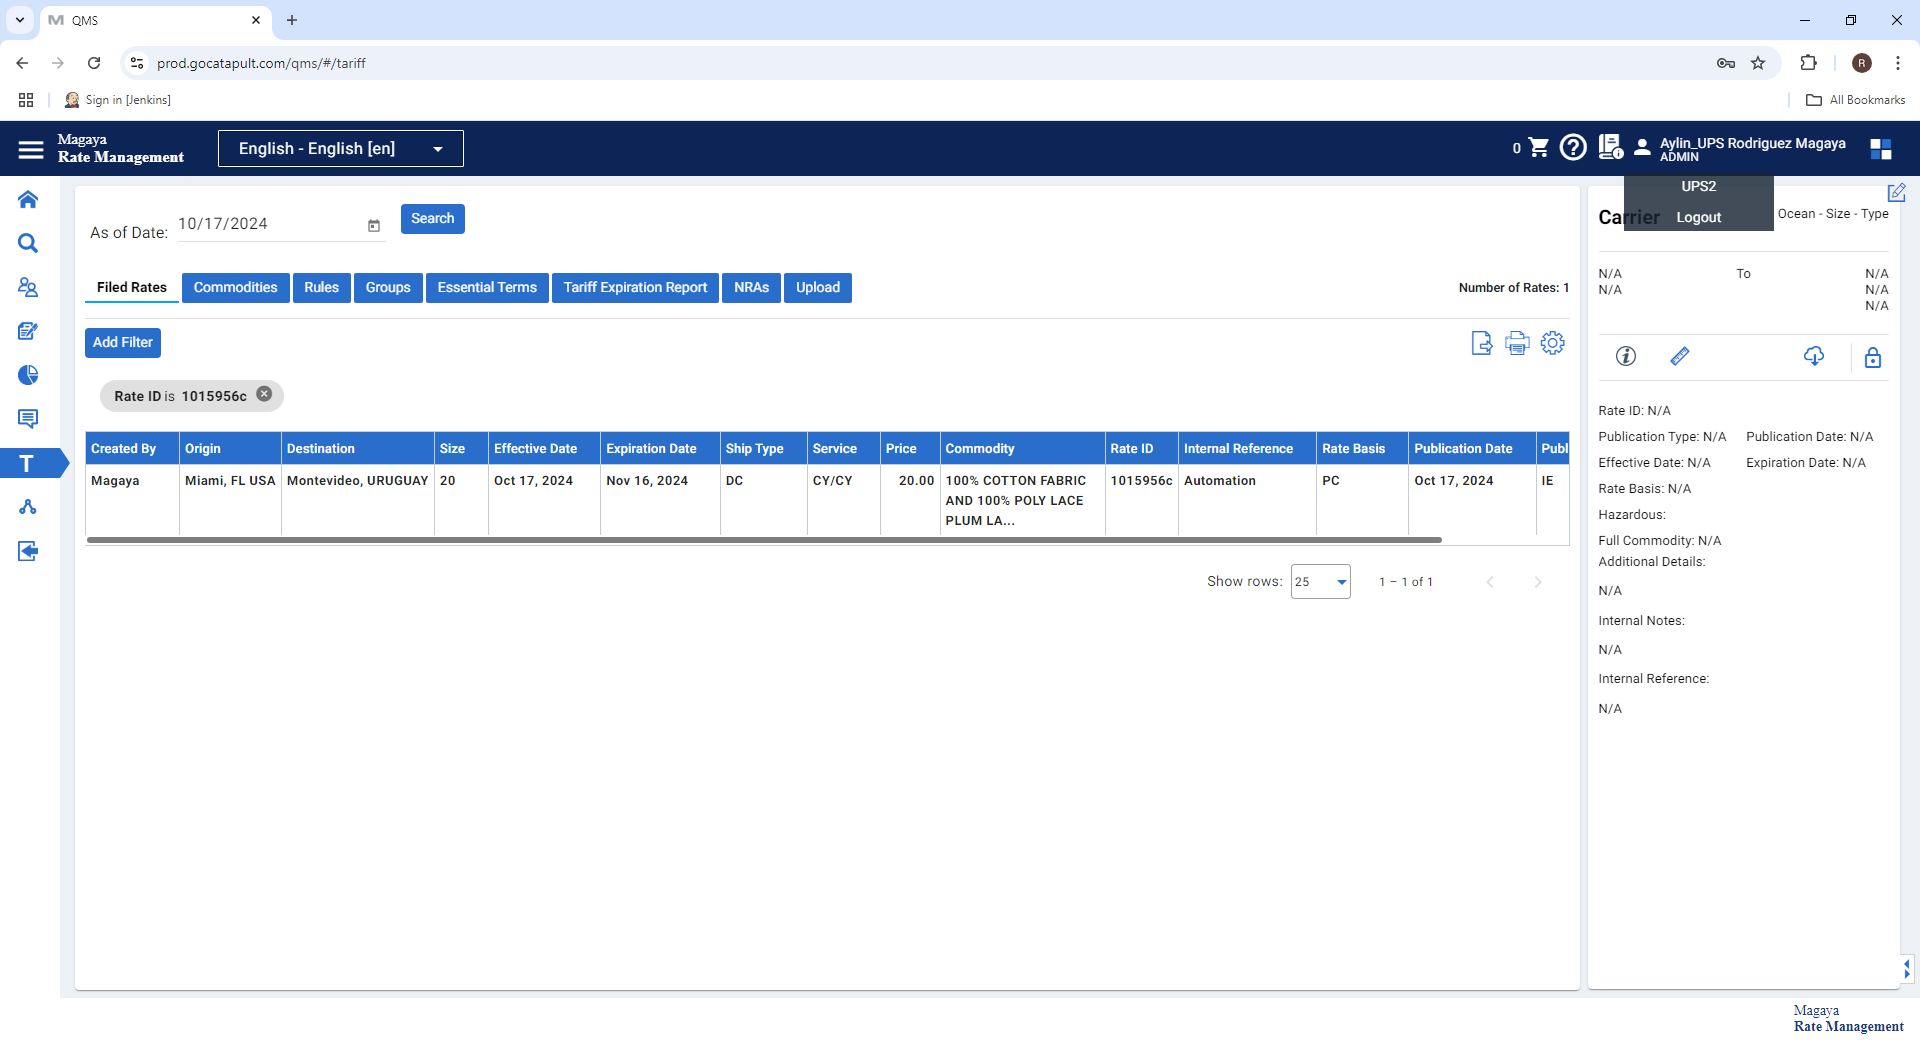 QMS
prod.gocatapult.com/qms/#/tariff
R
Sign in [Jenkins]
All Bookmarks
Magaya
Rate Management
English - English [en]
0
Aylin_UPS Rodriguez Magaya
ADMIN
UPS2
Logout
As of Date:
10/17/2024
Search
Carrier
Ocean - Size - Type
Filed Rates
Commodities
Rules
Groups
Essential Terms
Tariff Expiration Report
NRAs
Upload
Number of Rates: 1
N/A To N/A
N/A N/A
N/A
Add Filter
Rate ID is 1015956c
Created By Origin Destination Size Effective Date Expiration Date Ship Type Service Price Commodity Rate ID Internal Reference Rate Basis Publication Date Publ
Magaya Miami, FL USA Montevideo, URUGUAY 20 Oct 17, 2024 Nov 16, 2024 DC CY/CY 20.00 100% COTTON FABRIC 1015956c Automation PC Oct 17, 2024 IE
AND 100% POLY LACE
PLUM LA...
Show rows: 25 1 – 1 of 1
T
Rate ID: N/A
Publication Type: N/A Publication Date: N/A
Effective Date: N/A Expiration Date: N/A
Rate Basis: N/A
Hazardous:
Full Commodity: N/A
Additional Details:
N/A
Internal Notes:
N/A
Internal Reference:
N/A
Magaya
Rate Management